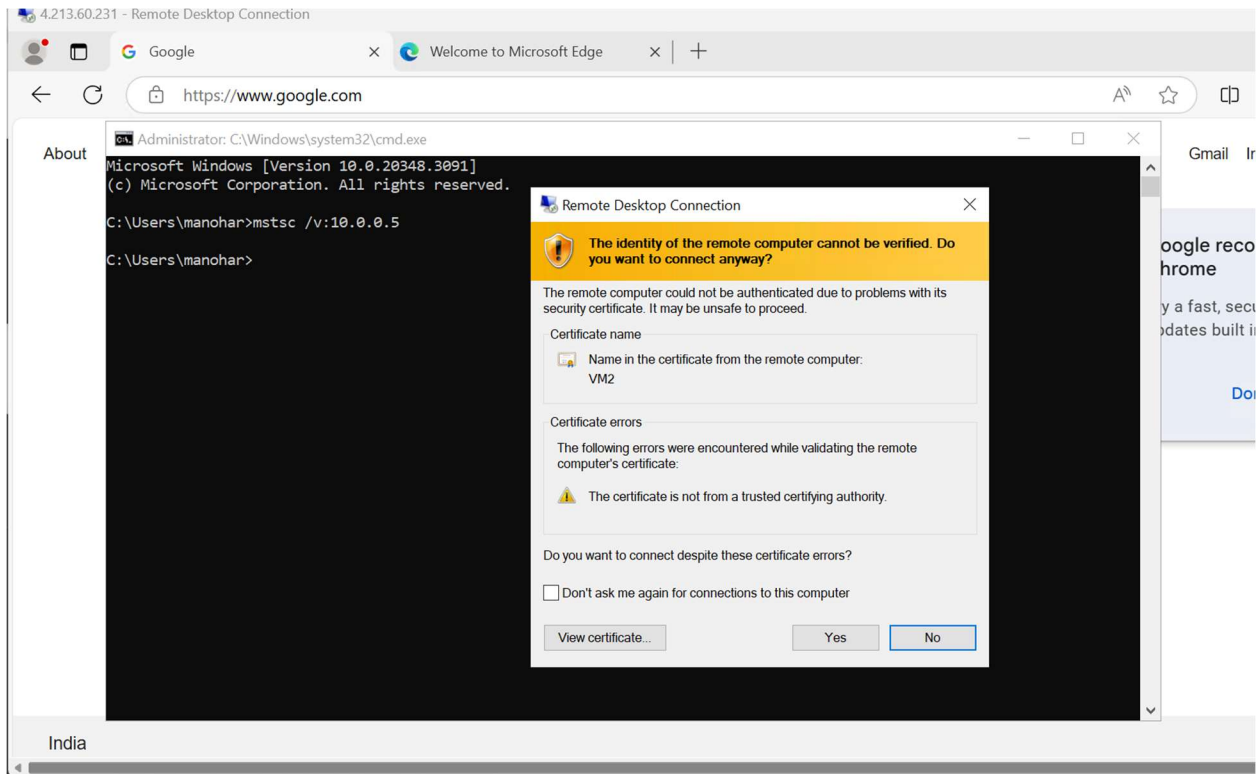 4.213.60.231 - Remote Desktop Connection
Google
Welcome to Microsoft Edge
https://www.google.com
About
Gmail
Administrator: C:\Windows\system32\cmd.exe
Microsoft Windows [Version 10.0.20348.3091]
(c) Microsoft Corporation. All rights reserved.
C:\Users\manohar>mstsc /v:10.0.0.5
C:\Users\manohar>
Remote Desktop Connection
The identity of the remote computer cannot be verified. Do
you want to connect anyway?
The remote computer could not be authenticated due to problems with its
security certificate. It may be unsafe to proceed.
Certificate name
Name in the certificate from the remote computer:
VM2
Certificate errors
The following errors were encountered while validating the remote
computer's certificate:
The certificate is not from a trusted certifying authority.
Do you want to connect despite these certificate errors?
Don't ask me again for connections to this computer
View certificate...
Yes
No
oogle reco
hrome
y a fast, secu
pdates built i
India